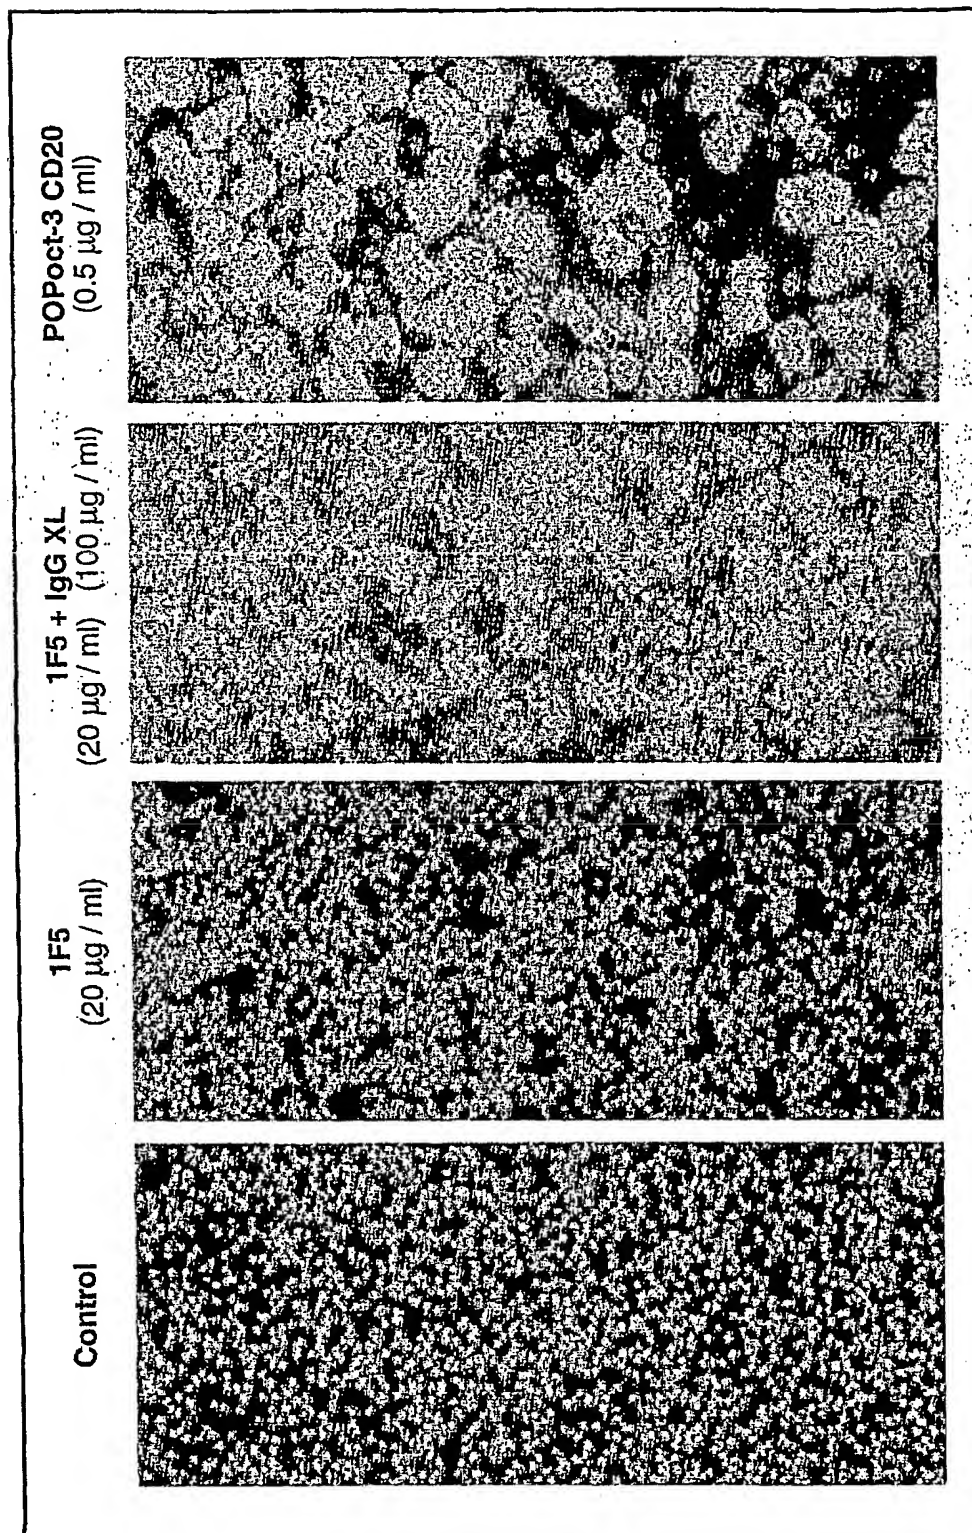 Control
1F5
(20 µg / ml)
1F5 + IgG XL
(20 µg / ml) (100 µg / ml)
POPoct-3 CD20
(0.5 µg / ml)